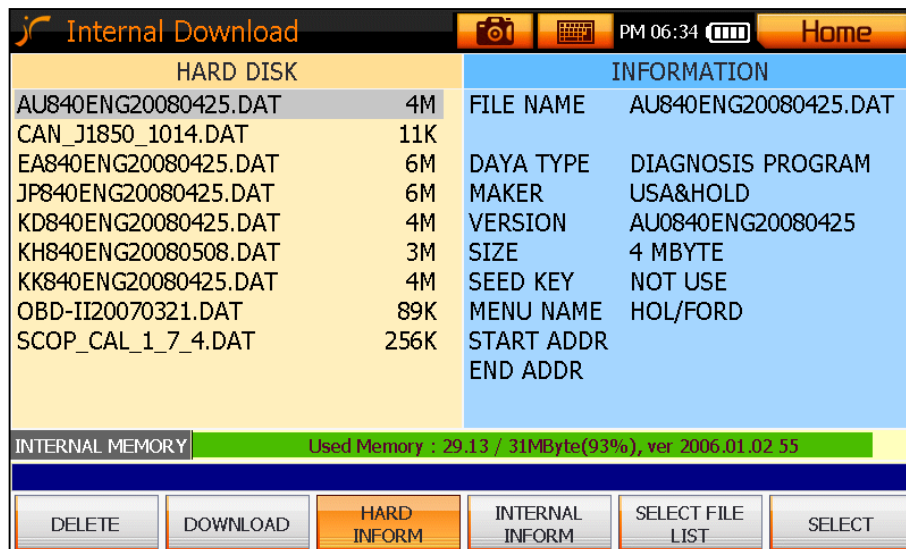 Internal Download
PM 06:34
Home
HARD DISK
AU840ENG20080425.DAT 4M
CAN_J1850_1014.DAT 11K
EA840ENG20080425.DAT 6M
JP840ENG20080425.DAT 6M
KD840ENG20080425.DAT 4M
KH840ENG20080508.DAT 3M
KK840ENG20080425.DAT 4M
OBD-II20070321.DAT 89K
SCOP_CAL_1_7_4.DAT 256K
INFORMATION
FILE NAME AU840ENG20080425.DAT
DAYA TYPE DIAGNOSIS PROGRAM
MAKER USA&HOLD
VERSION AU0840ENG20080425
SIZE 4 MBYTE
SEED KEY NOT USE
MENU NAME HOL/FORD
START ADDR
END ADDR
INTERNAL MEMORY Used Memory : 29.13 / 31MByte(93%), ver 2006.01.02 55
DELETE
DOWNLOAD
HARD
INFORM
INTERNAL
INFORM
SELECT FILE
LIST
SELECT